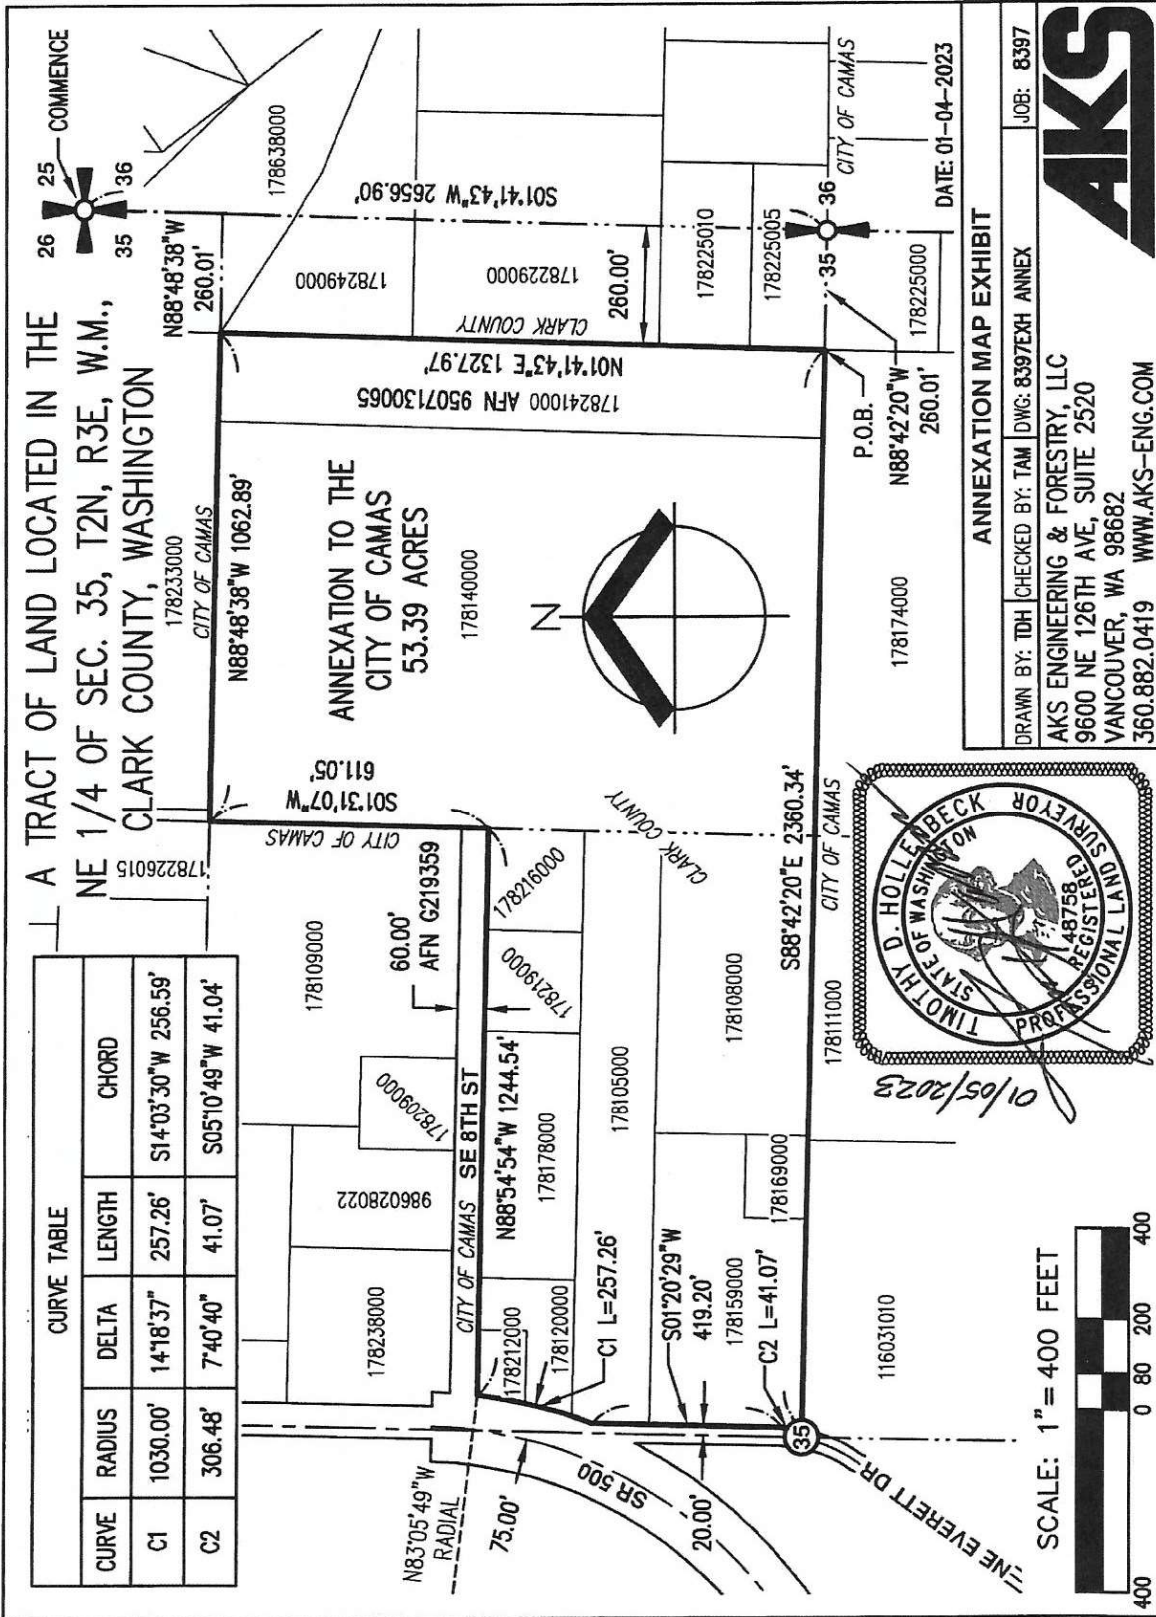 A TRACT OF LAND LOCATED IN THE
NE 1/4 OF SEC. 35, T2N, R3E, W.M.,
CLARK COUNTY, WASHINGTON
CURVE TABLE
CURVE RADIUS DELTA LENGTH CHORD
C1 1030.00' 14°18'37" 257.26' S14°03'30"W 256.59'
C2 306.48' 7°40'40" 41.07' S05°10'49"W 41.04'
26 25
COMMENCE
35 36
178226015
178233000
CITY OF CAMAS
N88°48'38"W 1062.89'
N88°48'38"W
260.01'
178638000
S01°41'43"W 2656.90'
178249000
178229000
260.00'
CLARK COUNTY
N01°41'43"E 1327.97'
178241000 AFN 9507130065
178225010
178225005
CITY OF CAMAS
35 36
178225000
P.O.B.
N88°42'20"W
260.01'
ANNEXATION TO THE
CITY OF CAMAS
53.39 ACRES
178140000
N
S01°31'07"W
611.05'
CITY OF CAMAS
178109000
60.00'
AFN G219359
178209000
986028022
178238000
CITY OF CAMAS
SE 8TH ST
N88°54'54"W 1244.54'
178216000
178219000
178178000
178212000
178120000
C1 L=257.26'
CLARK COUNTY
178105000
178108000
S01°20'29"W
419.20'
178159000
C2 L=41.07'
178169000
S88°42'20"E 2360.34'
CITY OF CAMAS
178111000
178174000
116031010
35
N83°05'49"W
RADIAL
75.00'
SR 500
20.00'
NE EVERETT DR
SCALE: 1" = 400 FEET
400 0 80 200 400
01/05/2023
TIMOTHY D. HOLLENBECK
STATE OF WASHINGTON
48758
REGISTERED
PROFESSIONAL LAND SURVEYOR
DATE: 01-04-2023
ANNEXATION MAP EXHIBIT
DRAWN BY: TDH CHECKED BY: TAM DWG: 8397EXH ANNEX JOB: 8397
AKS ENGINEERING & FORESTRY, LLC
9600 NE 126TH AVE, SUITE 2520
VANCOUVER, WA 98682
360.882.0419 WWW.AKS-ENG.COM
AKS